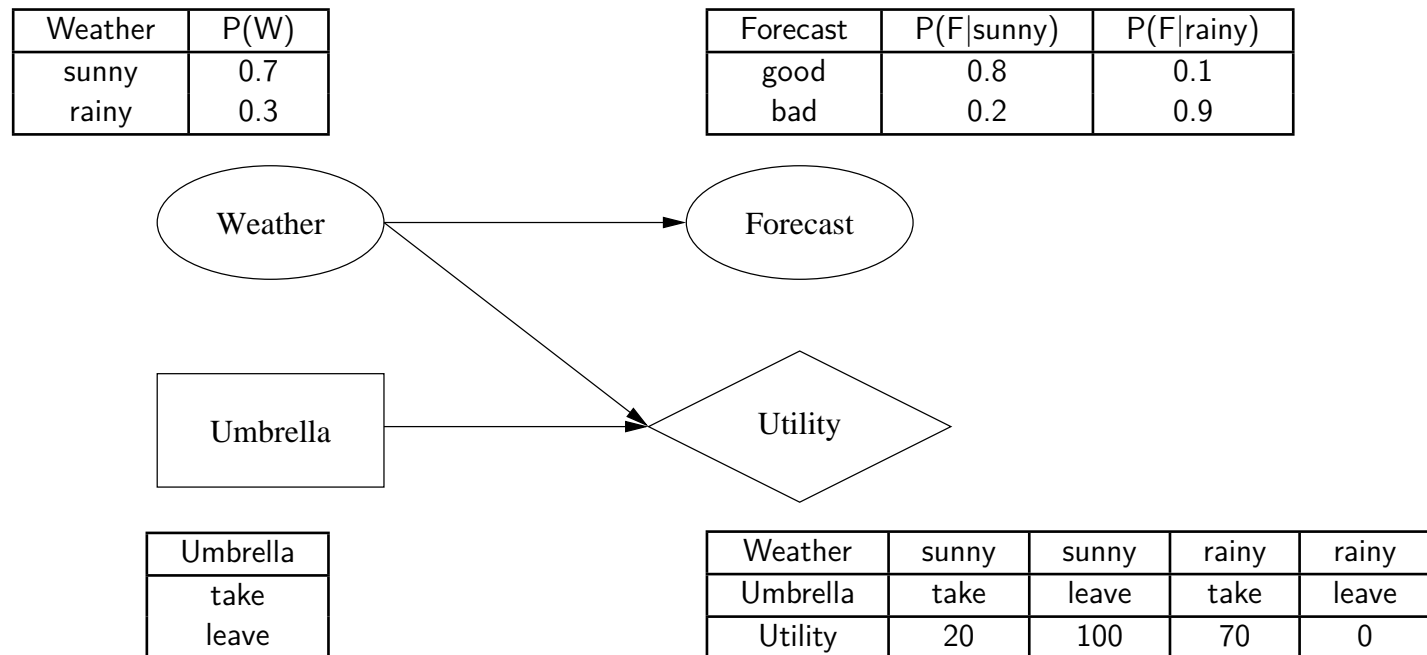 Weather P(W)
sunny 0.7
rainy 0.3
Forecast P(F|sunny) P(F|rainy)
good 0.8 0.1
bad 0.2 0.9
Weather
Forecast
Umbrella
Utility
Umbrella
take
leave
Weather sunny sunny rainy rainy
Umbrella take leave take leave
Utility 20 100 70 0